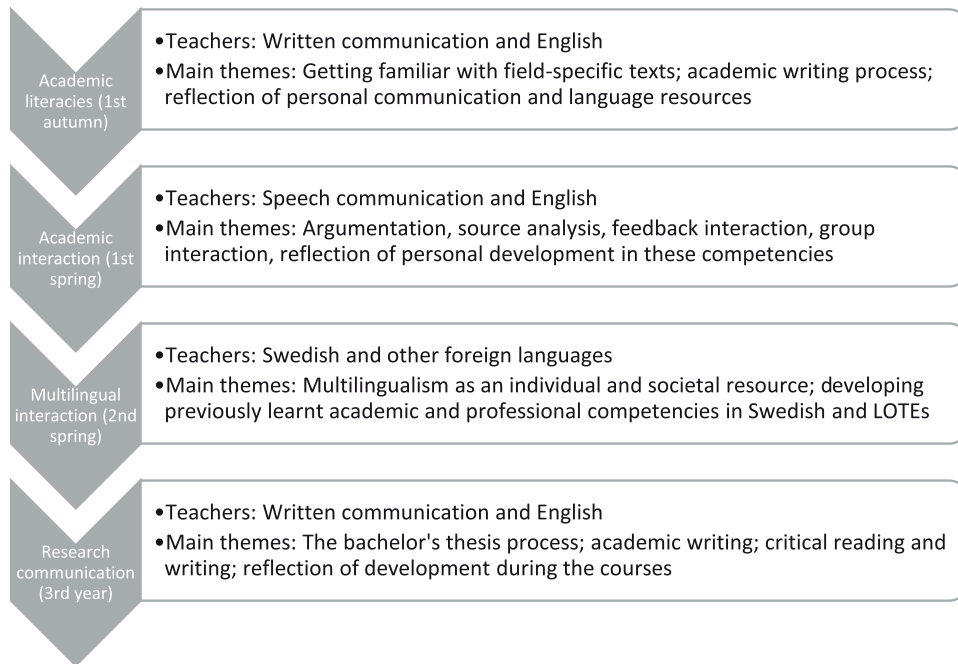 Academic
literacies (1st
autumn)
•Teachers: Written communication and English
•Main themes: Getting familiar with field-specific texts; academic writing process;
reflection of personal communication and language resources
Academic
interaction (1st
spring)
•Teachers: Speech communication and English
•Main themes: Argumentation, source analysis, feedback interaction, group
interaction, reflection of personal development in these competencies
Multilingual
interaction (2nd
spring)
•Teachers: Swedish and other foreign languages
•Main themes: Multilingualism as an individual and societal resource; developing
previously learnt academic and professional competencies in Swedish and LOTEs
Research
communication
(3rd year)
•Teachers: Written communication and English
•Main themes: The bachelor's thesis process; academic writing; critical reading and
writing; reflection of development during the courses